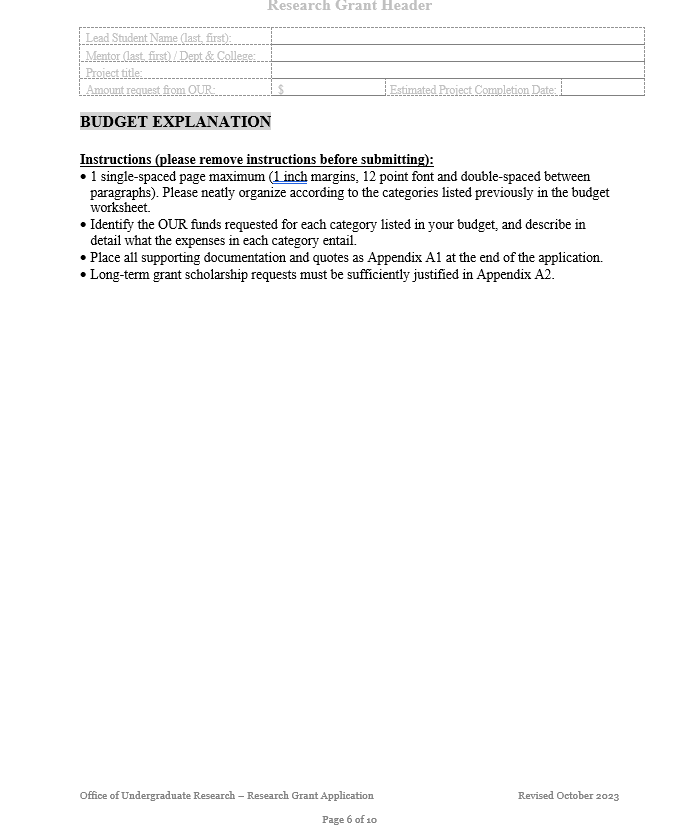 Research Grant Header
Lead Student Name (last, first):
Mentor (last, first) / Dept & College:
Project title:
Amount request from OUR: $ Estimated Project Completion Date:
BUDGET EXPLANATION
Instructions (please remove instructions before submitting):
• 1 single-spaced page maximum (1 inch margins, 12 point font and double-spaced between
paragraphs). Please neatly organize according to the categories listed previously in the budget
worksheet.
• Identify the OUR funds requested for each category listed in your budget, and describe in
detail what the expenses in each category entail.
• Place all supporting documentation and quotes as Appendix A1 at the end of the application.
• Long-term grant scholarship requests must be sufficiently justified in Appendix A2.
Office of Undergraduate Research – Research Grant Application Revised October 2023
Page 6 of 10